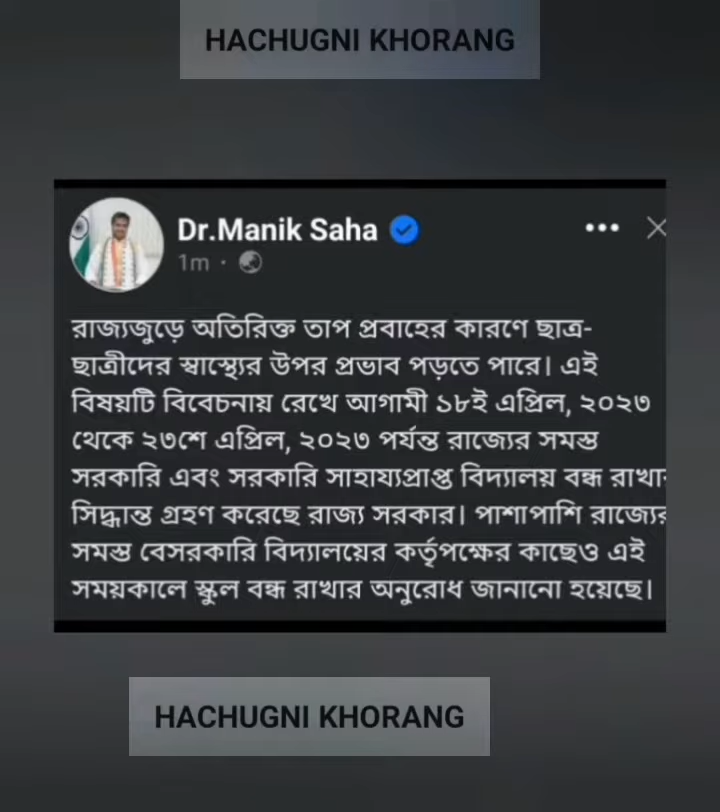 HACHUGNI KHORANG
Dr.Manik Saha
1m ·
রাজ্যজুড়ে অতিরিক্ত তাপ প্রবাহের কারণে ছাত্র-
ছাত্রীদের স্বাস্থ্যের উপর প্রভাব পড়তে পারে। এই
বিষয়টি বিবেচনায় রেখে আগামী ১৮ই এপ্রিল, ২০২৩
থেকে ২৩শে এপ্রিল, ২০২৩ পর্যন্ত রাজ্যের সমস্ত
সরকারি এবং সরকারি সাহায্যপ্রাপ্ত বিদ্যালয় বন্ধ রাখার
সিদ্ধান্ত গ্রহণ করেছে রাজ্য সরকার। পাশাপাশি রাজ্যের
সমস্ত বেসরকারি বিদ্যালয়ের কর্তৃপক্ষের কাছেও এই
সময়কালে স্কুল বন্ধ রাখার অনুরোধ জানানো হয়েছে।
HACHUGNI KHORANG